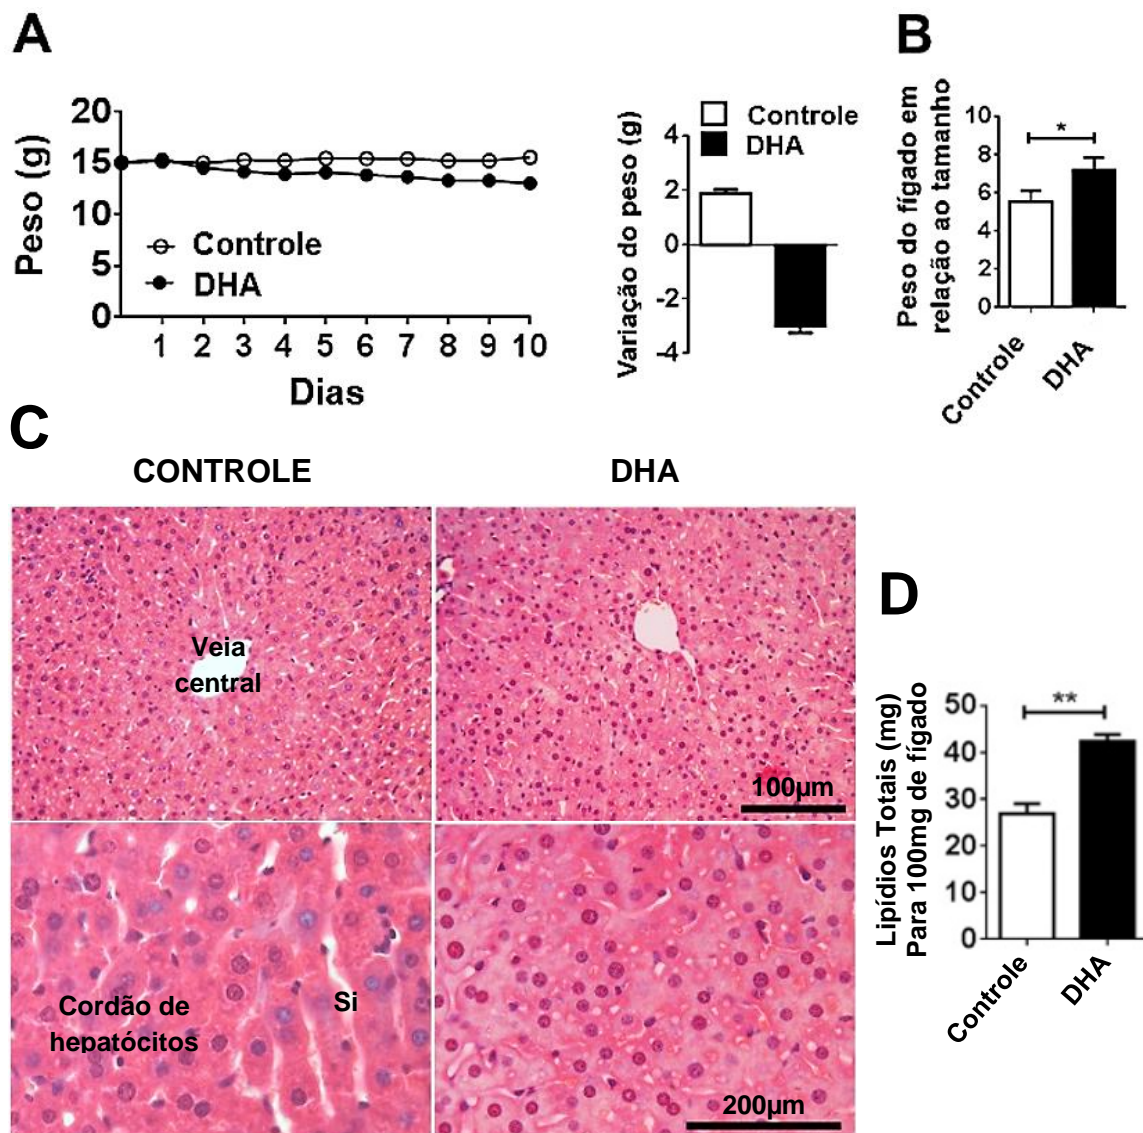 A
Peso (g)
20
15
10
5
0
Controle
DHA
1 2 3 4 5 6 7 8 9 10
Dias
Variação do peso (g)
4
2
0
-2
-4
Controle
DHA
B
Peso do fígado em
relação ao tamanho
10
8
6
4
2
0
*
Controle
DHA
C
CONTROLE
DHA
Veia
central
100µm
Cordão de
hepatócitos
Si
200µm
D
Lipídios Totais (mg)
Para 100mg de fígado
50
40
30
20
10
0
**
Controle
DHA